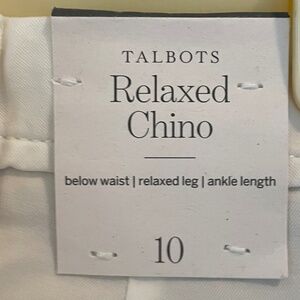 TALBOTS
Relaxed
Chino
below waist | relaxed leg | ankle length
10